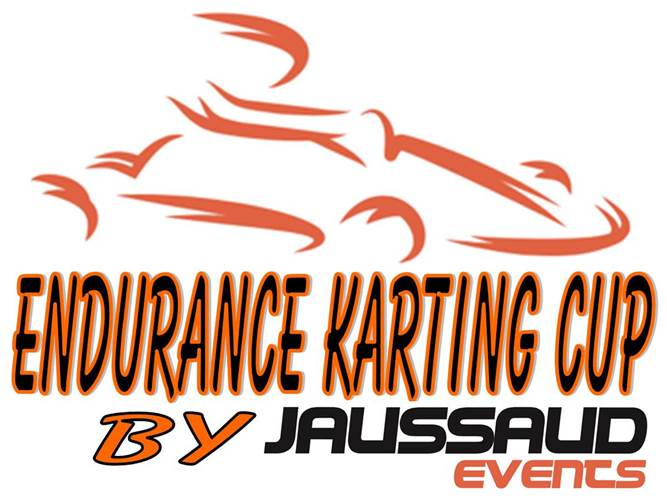 ENDURANCE KARTING CUP
BY JAUSSAUD
EVENTS